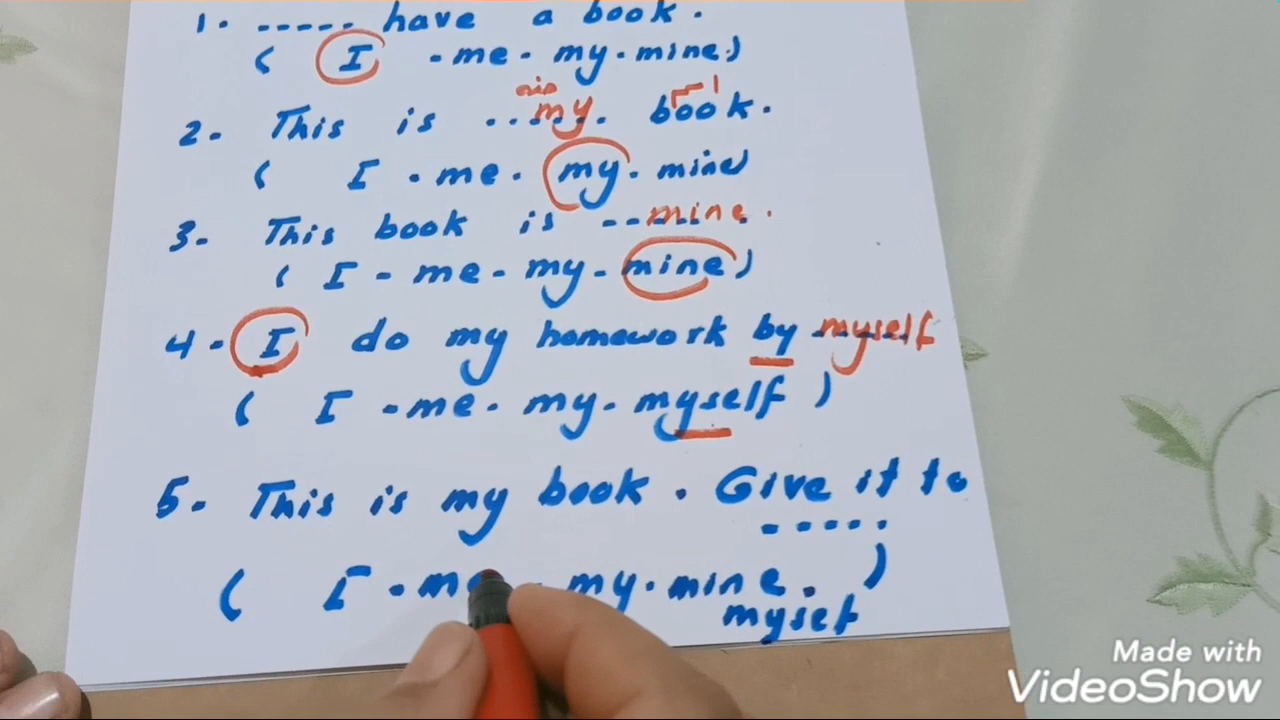 1. ..... have a book.
( I - me - my - mine)
2- This is ..my.. book.
( I - me - my - mine)
3- This book is --mine.
( I - me - my - mine)
4- I do my homework by myself
( I - me - my - myself )
5- This is my book. Give it to
.....
( I - me - my - mine. )
myself
Made with
VideoShow